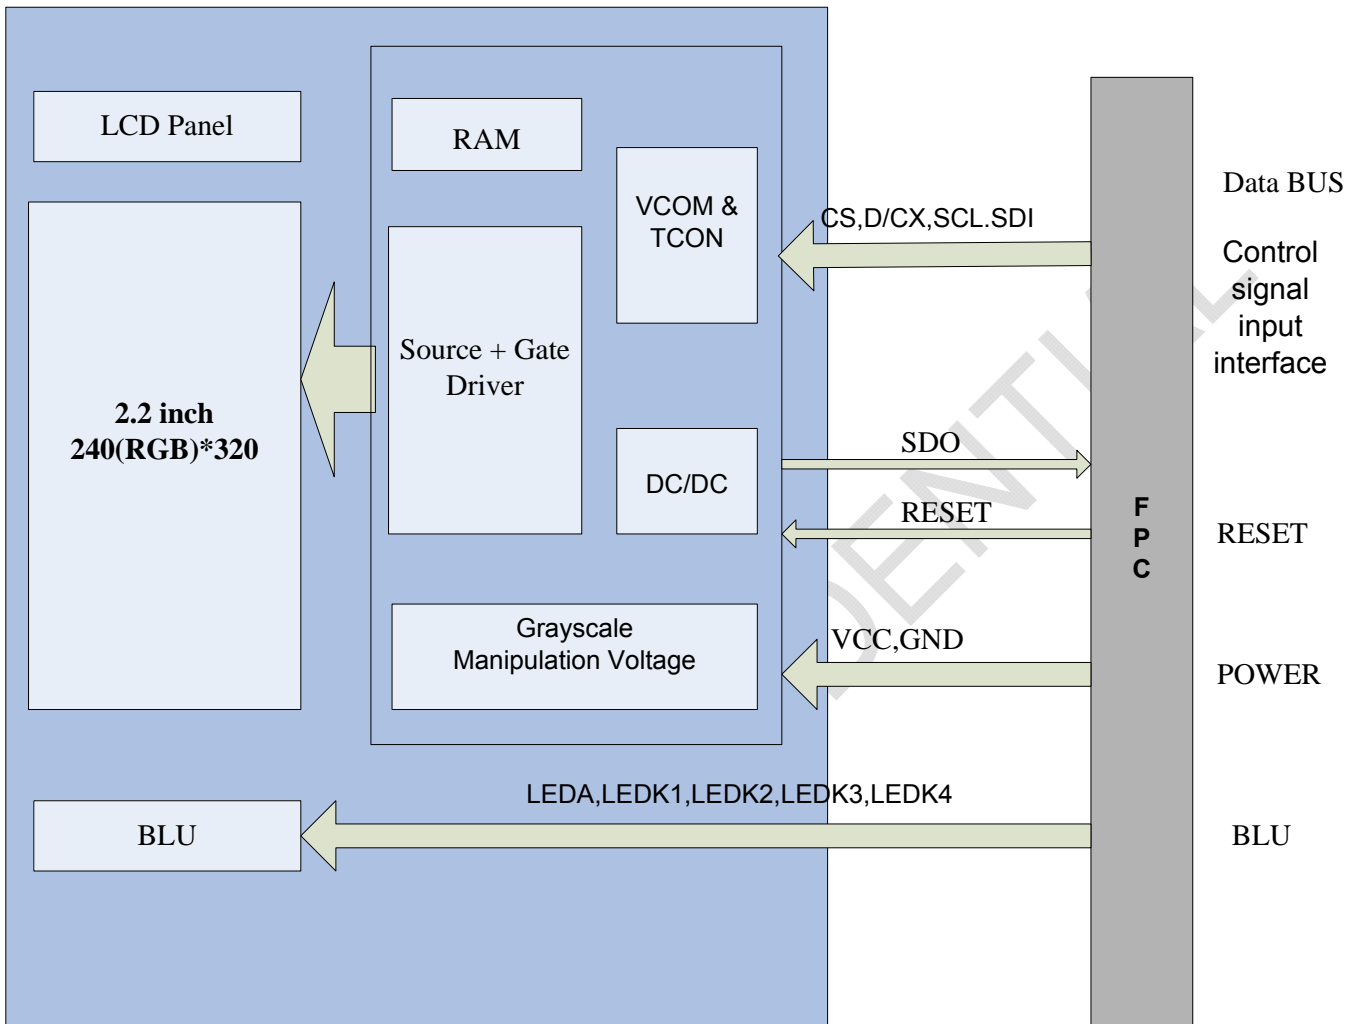 LCD Panel
RAM
VCOM &
TCON
CS,D/CX,SCL.SDI
Data BUS
Control
signal
input
interface
Source + Gate
Driver
2.2 inch
240(RGB)*320
DC/DC
SDO
RESET
F
P
C
RESET
Grayscale
Manipulation Voltage
VCC,GND
POWER
LEDA,LEDK1,LEDK2,LEDK3,LEDK4
BLU
BLU
DENTIAL